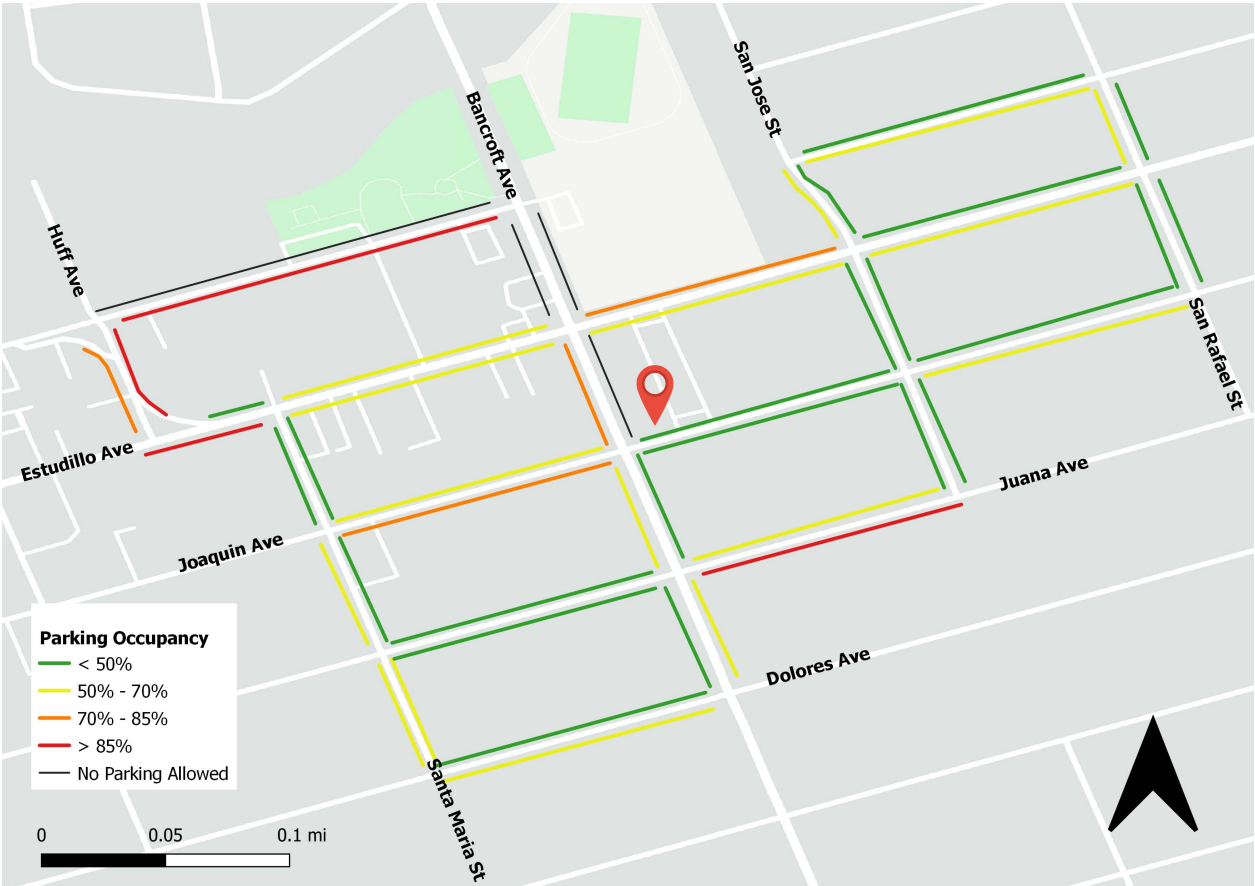 San Jose St
Bancroft Ave
Huff Ave
San Rafael St
Estudillo Ave
Juana Ave
Joaquin Ave
Dolores Ave
Santa Maria St
Parking Occupancy
< 50%
50% - 70%
70% - 85%
> 85%
No Parking Allowed
0 0.05 0.1 mi